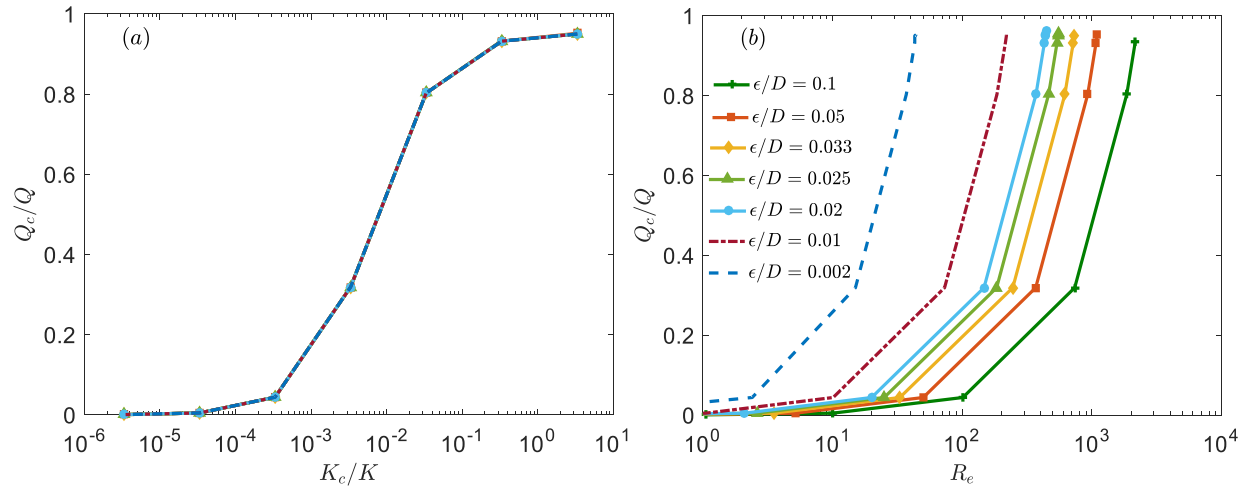 (a)
1
0.8
0.6
0.4
0.2
0
Q_c/Q
10^-6 10^-5 10^-4 10^-3 10^-2 10^-1 10^0 10^1
K_c/K
(b)
1
0.8
0.6
0.4
0.2
0
Q_c/Q
ϵ/D = 0.1
ϵ/D = 0.05
ϵ/D = 0.033
ϵ/D = 0.025
ϵ/D = 0.02
ϵ/D = 0.01
ϵ/D = 0.002
10^0 10^1 10^2 10^3 10^4
R_e